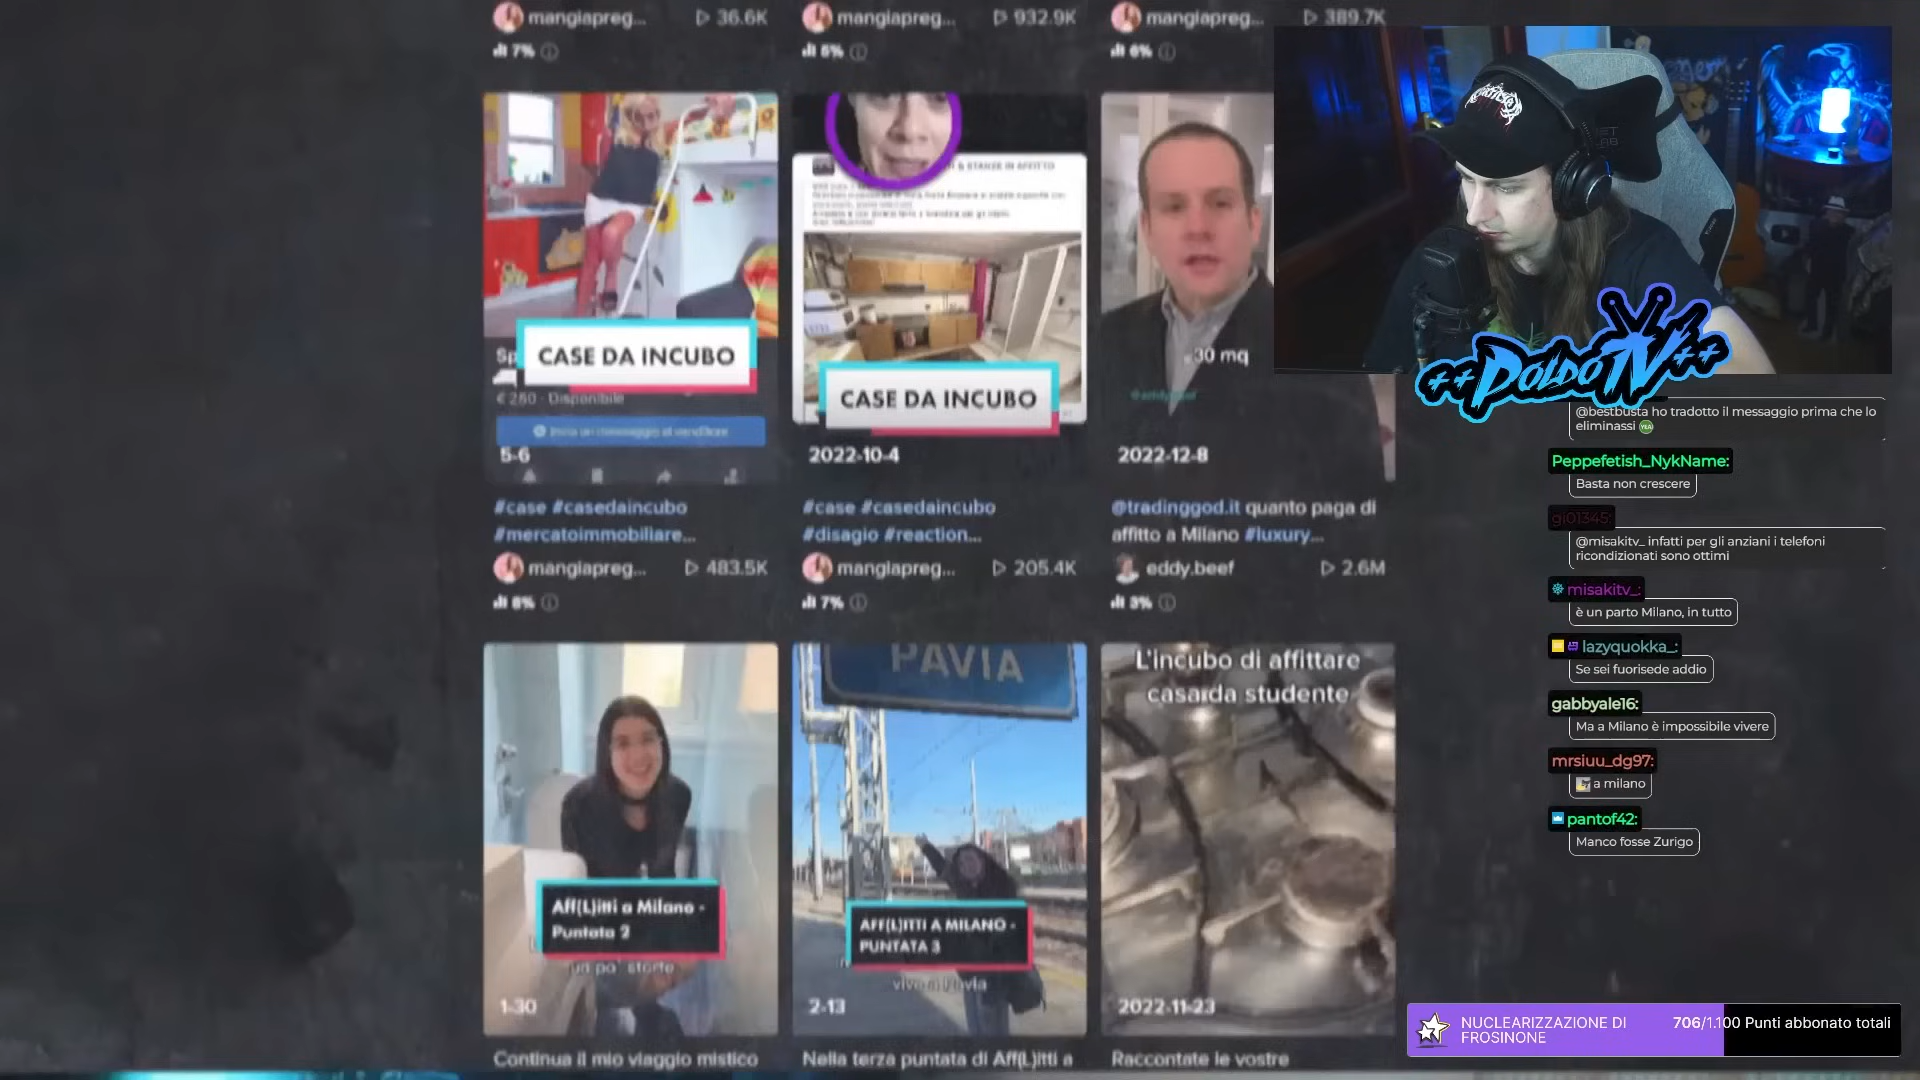 mangiapreg... 36.6K
7%
mangiapreg... 932.9K
6%
mangiapreg... 389.7K
6%
CASE DA INCUBO
€ 250 · Disponibile
5-6
#case #casedaincubo
#mercatoimmobiliare...
mangiapreg... 483.5K
8%
& STANZE IN AFFITTO
CASE DA INCUBO
2022-10-4
#case #casedaincubo
#disagio #reaction...
mangiapreg... 205.4K
7%
30 mq
2022-12-8
@tradinggod.it quanto paga di
affitto a Milano #luxury...
eddy.beef 2.6M
3%
Aff(L)itti a Milano -
Puntata 2
un po' storto
1-30
Continua il mio viaggio mistico
PAVIA
AFF(L)ITTI A MILANO -
PUNTATA 3
2-13
Nella terza puntata di Aff(L)itti a
L'incubo di affittare
casa da studente
2022-11-23
Raccontate le vostre
++DOLDOTV++
@bestbusta ho tradotto il messaggio prima che lo
eliminassi
Peppefetish_NykName:
Basta non crescere
gi01345:
@misakitv_ infatti per gli anziani i telefoni
ricondizionati sono ottimi
misakitv_:
è un parto Milano, in tutto
lazyquokka_:
Se sei fuorisede addio
gabbyale16:
Ma a Milano è impossibile vivere
mrsiuu_dg97:
a milano
pantof42:
Manco fosse Zurigo
NUCLEARIZZAZIONE DI
FROSINONE
706/1.100 Punti abbonato totali